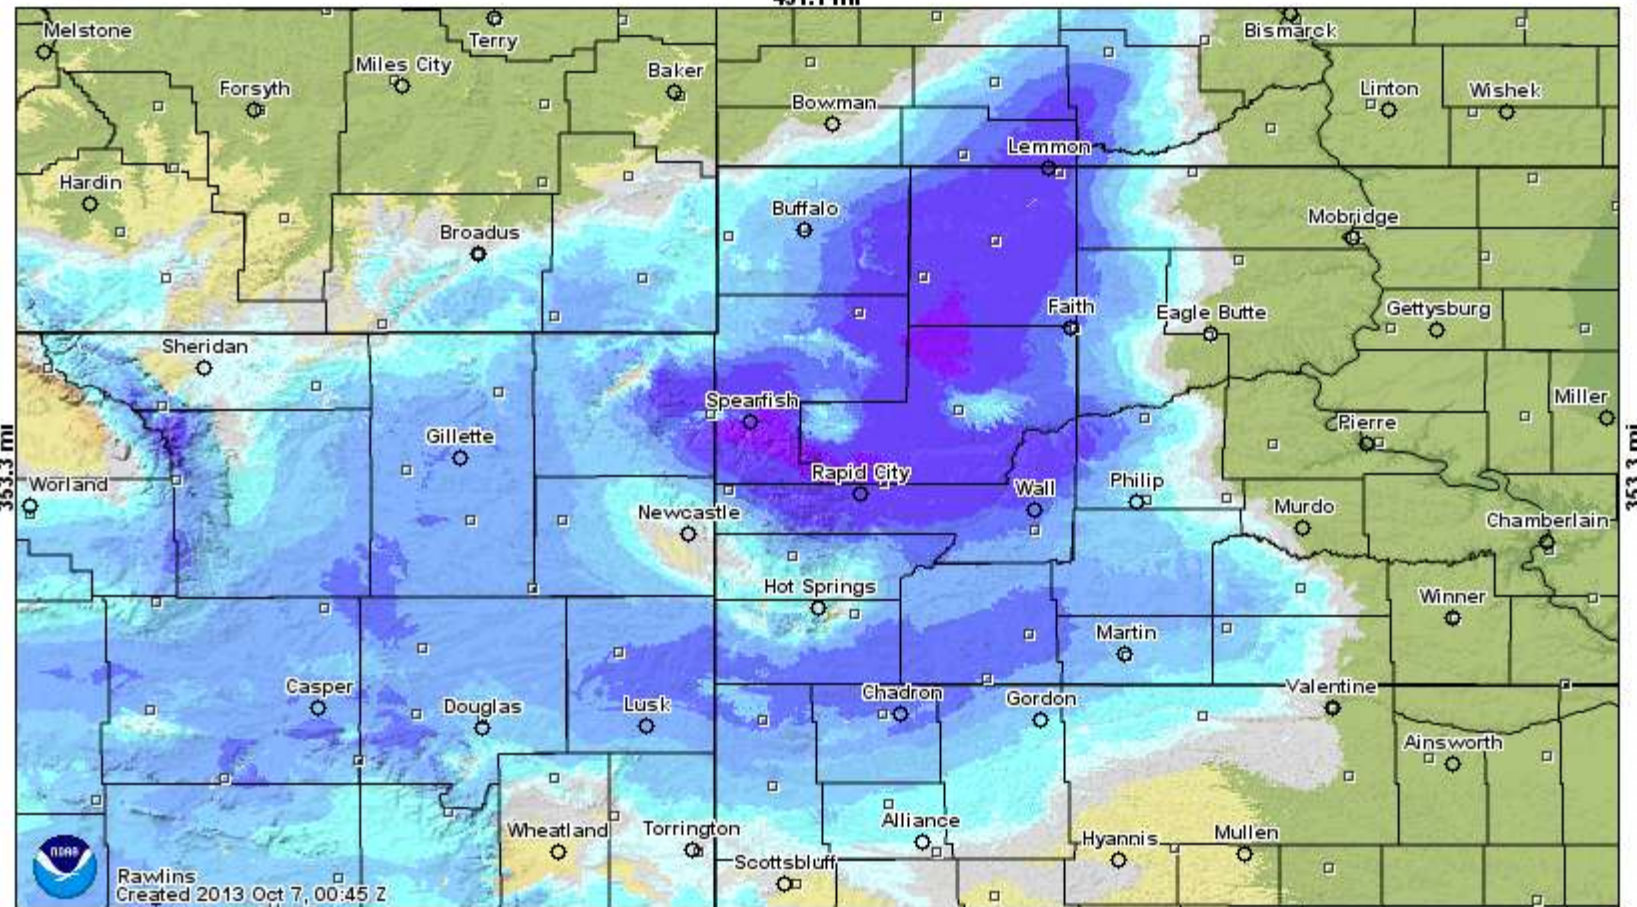 Melstone
Terry
Bismarck
Miles City
Baker
Forsyth
Linton
Wishek
Bowman
Lemmon
Hardin
Buffalo
Mobridge
Broadus
Faith
Eagle Butte
Gettysburg
Sheridan
Spearfish
Miller
Pierre
353.3 mi
353.3 mi
Gillette
Rapid City
Worland
Wall
Philip
Newcastle
Murdo
Chamberlain
Hot Springs
Winner
Martin
Casper
Chadron
Gordon
Valentine
Douglas
Lusk
Ainsworth
Wheatland
Torrington
Alliance
Hyannis
Mullen
Scottsbluff
NOAA
Rawlins
Created 2013 Oct 7, 00:45 Z